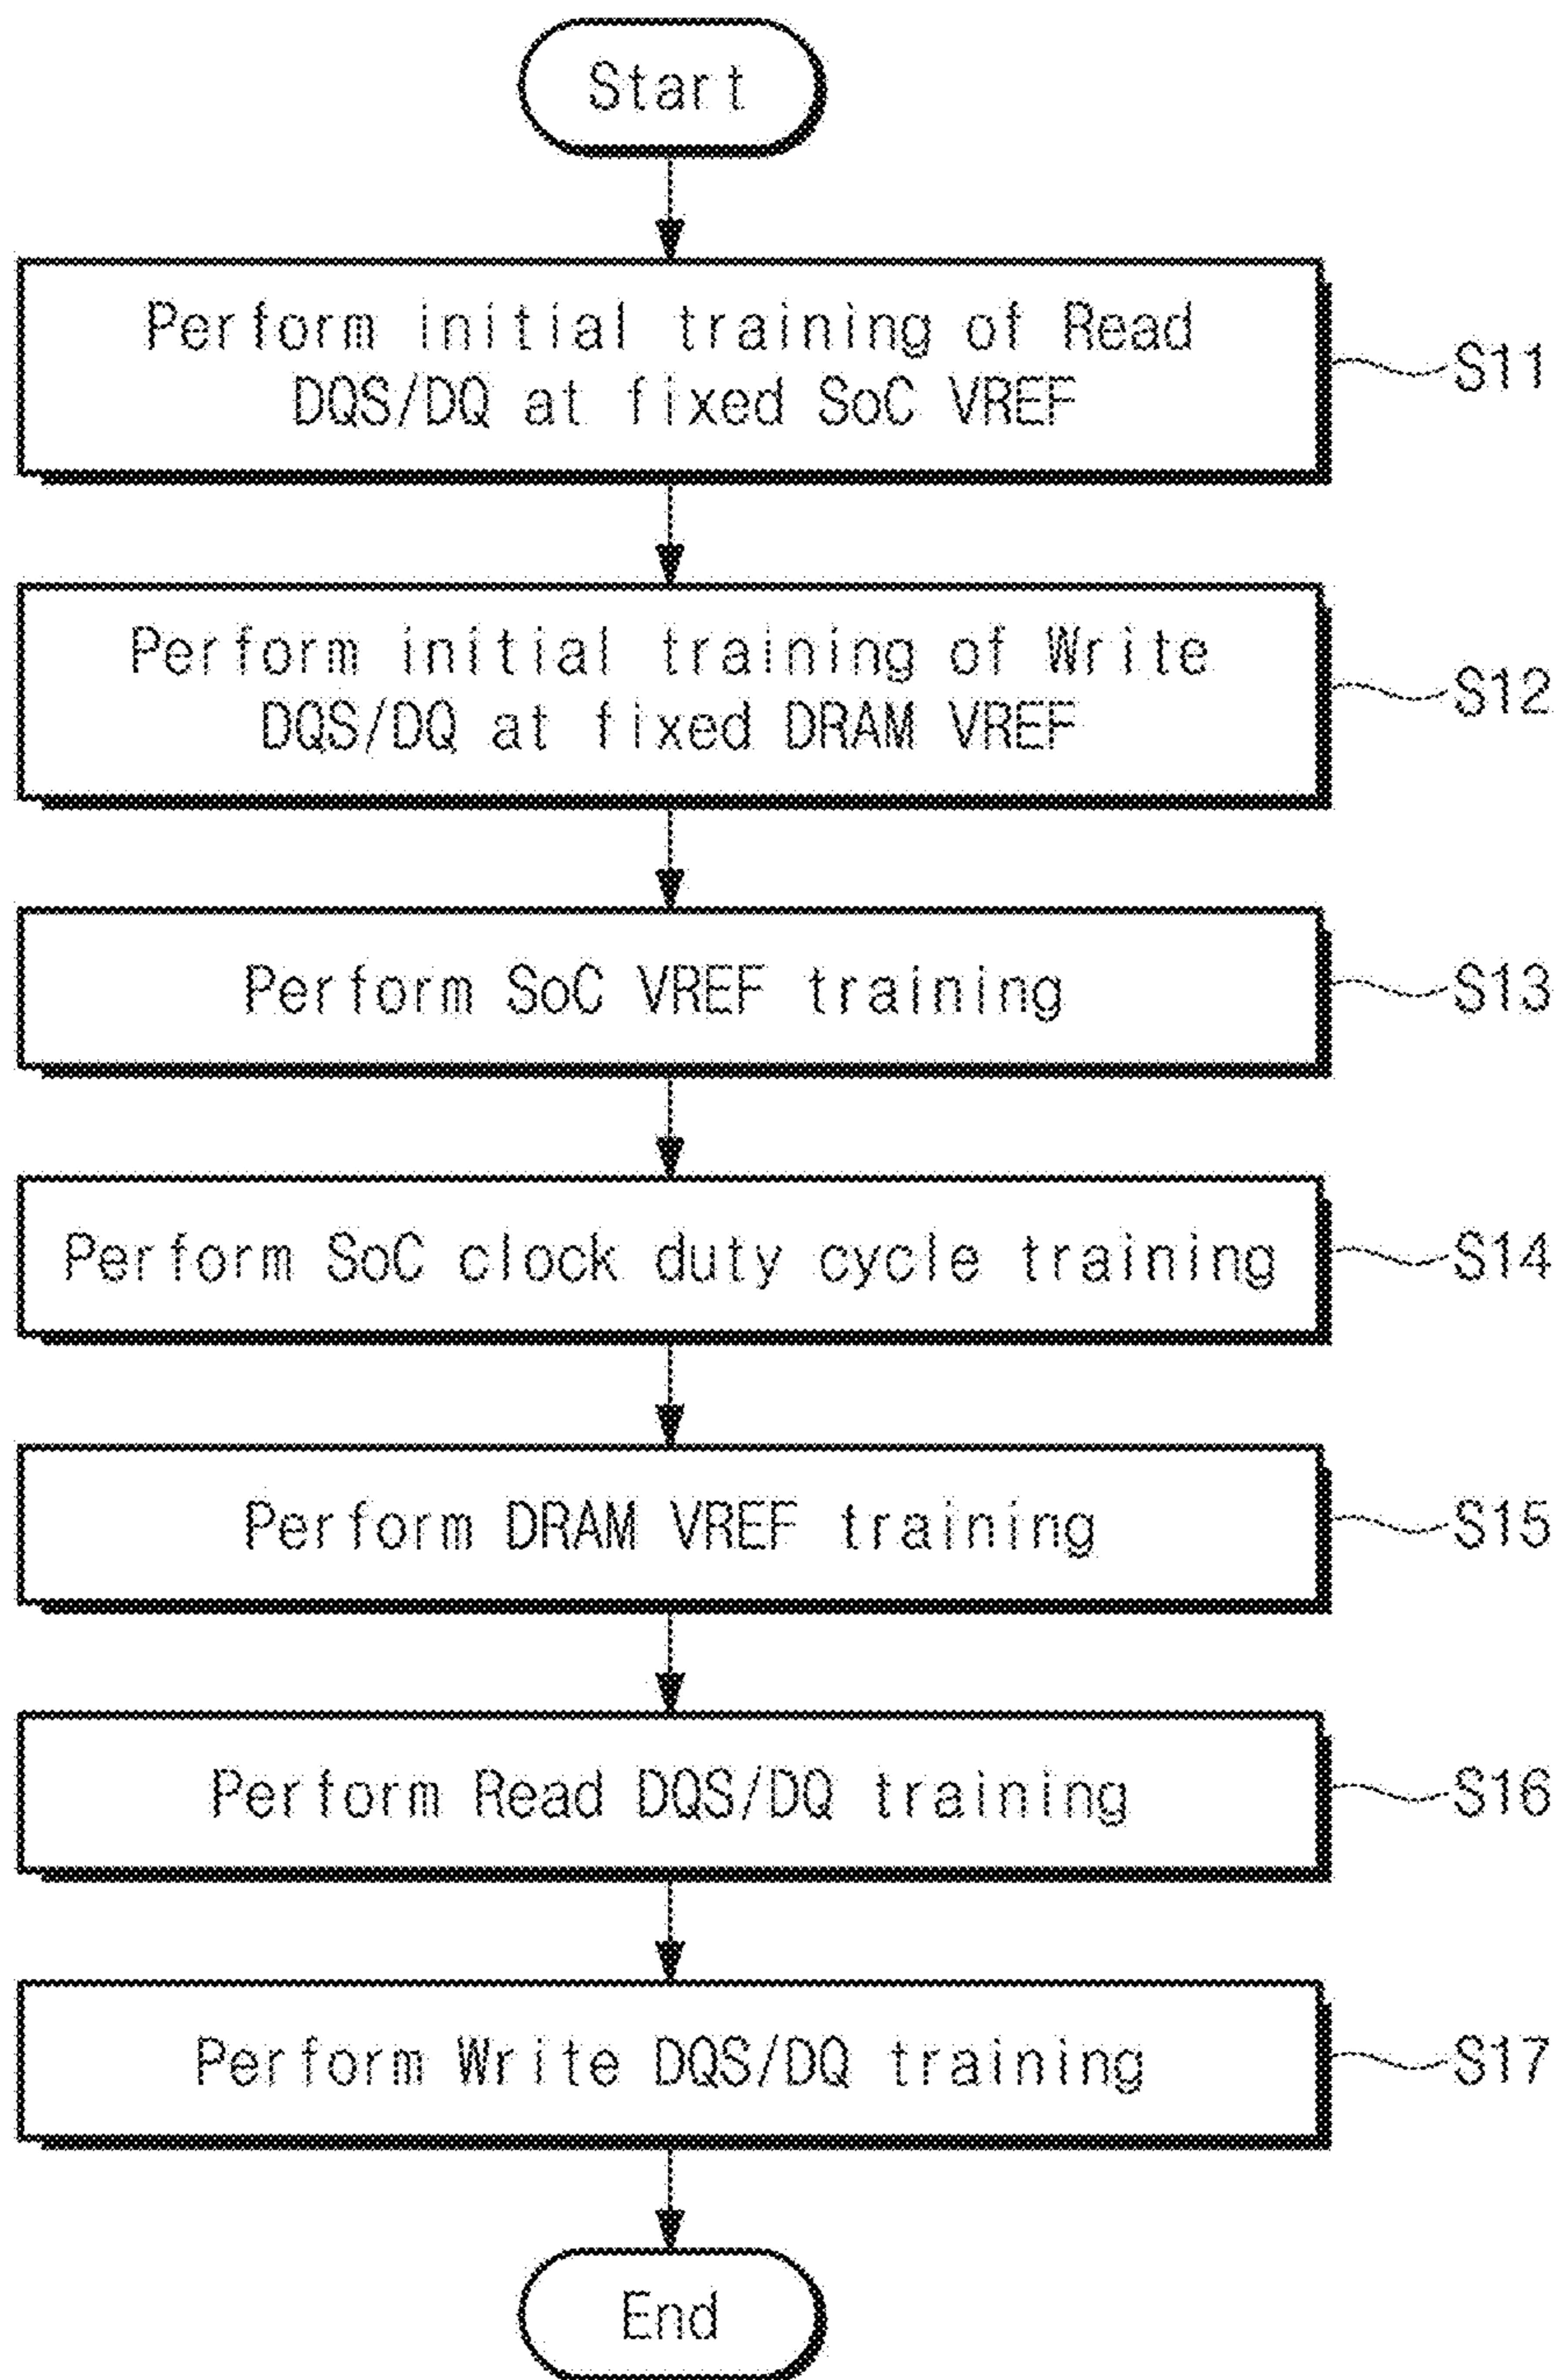 Start
Perform initial training of Read
DQS/DQ at fixed SoC VREF
S11
Perform initial training of Write
DQS/DQ at fixed DRAM VREF
S12
Perform SoC VREF training
S13
Perform SoC clock duty cycle training
S14
Perform DRAM VREF training
S15
Perform Read DQS/DQ training
S16
Perform Write DQS/DQ training
S17
End